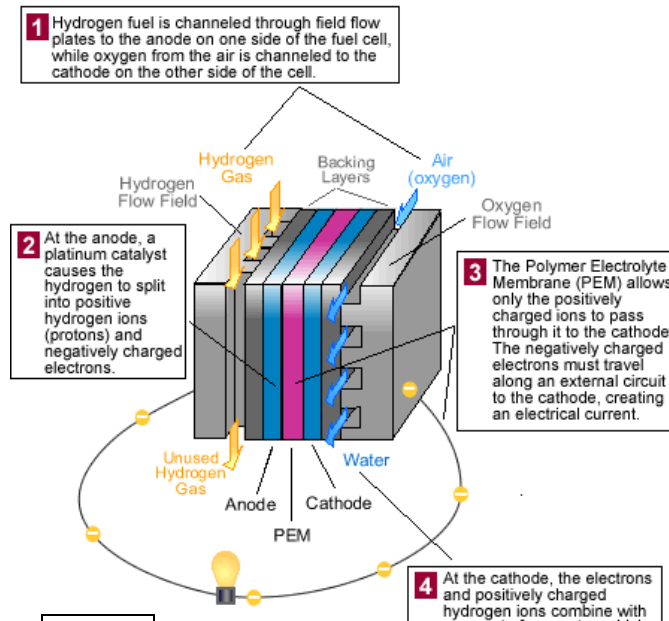 1 Hydrogen fuel is channeled through field flow
plates to the anode on one side of the fuel cell,
while oxygen from the air is channeled to the
cathode on the other side of the cell.
Hydrogen
Gas
Backing
Layers
Air
(oxygen)
Hydrogen
Flow Field
Oxygen
Flow Field
2 At the anode, a
platinum catalyst
causes the
hydrogen to split
into positive
hydrogen ions
(protons) and
negatively charged
electrons.
3 The Polymer Electrolyte
Membrane (PEM) allows
only the positively
charged ions to pass
through it to the cathode
The negatively charged
electrons must travel
along an external circuit
to the cathode, creating
an electrical current.
Unused
Hydrogen
Gas
Water
Anode
Cathode
PEM
4 At the cathode, the electrons
and positively charged
hydrogen ions combine with